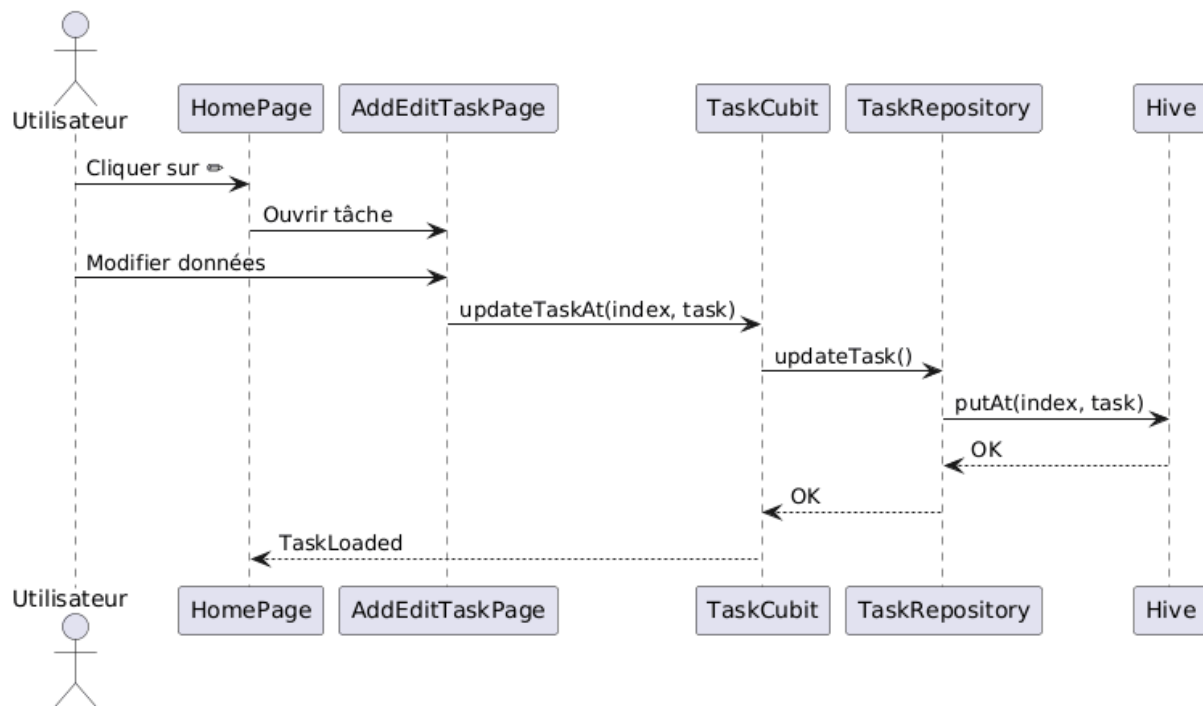 Utilisateur
HomePage
AddEditTaskPage
TaskCubit
TaskRepository
Hive
Cliquer sur ✏
Ouvrir tâche
Modifier données
updateTaskAt(index, task)
updateTask()
putAt(index, task)
OK
OK
TaskLoaded
Utilisateur
HomePage
AddEditTaskPage
TaskCubit
TaskRepository
Hive